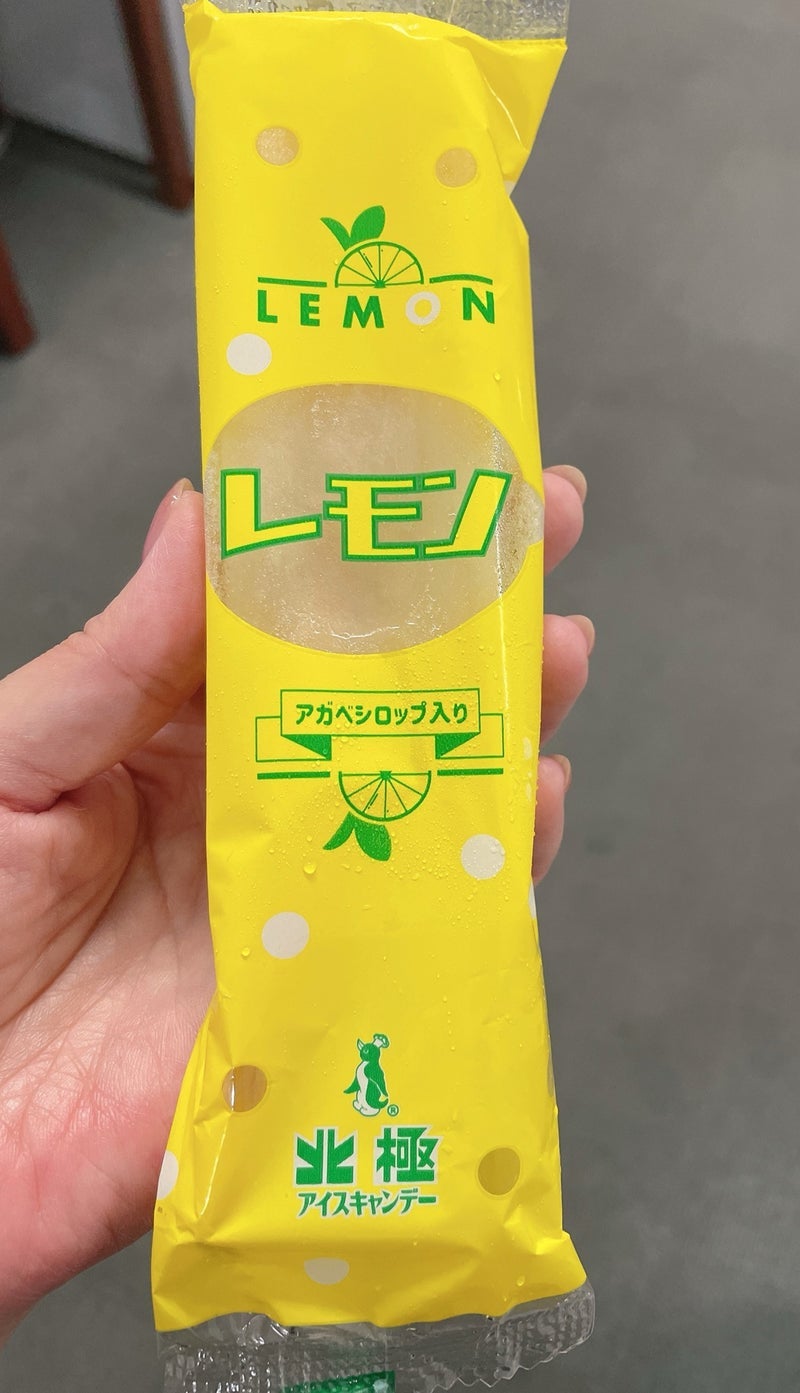 LEMON
レモン
アガベシロップ入り
®
北極
アイスキャンデー